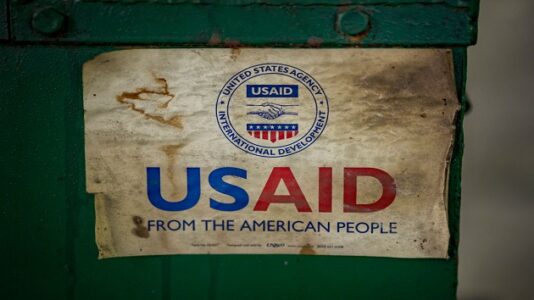 UNITED STATES AGENCY
USAID
INTERNATIONAL DEVELOPMENT
USAID
FROM THE AMERICAN PEOPLE